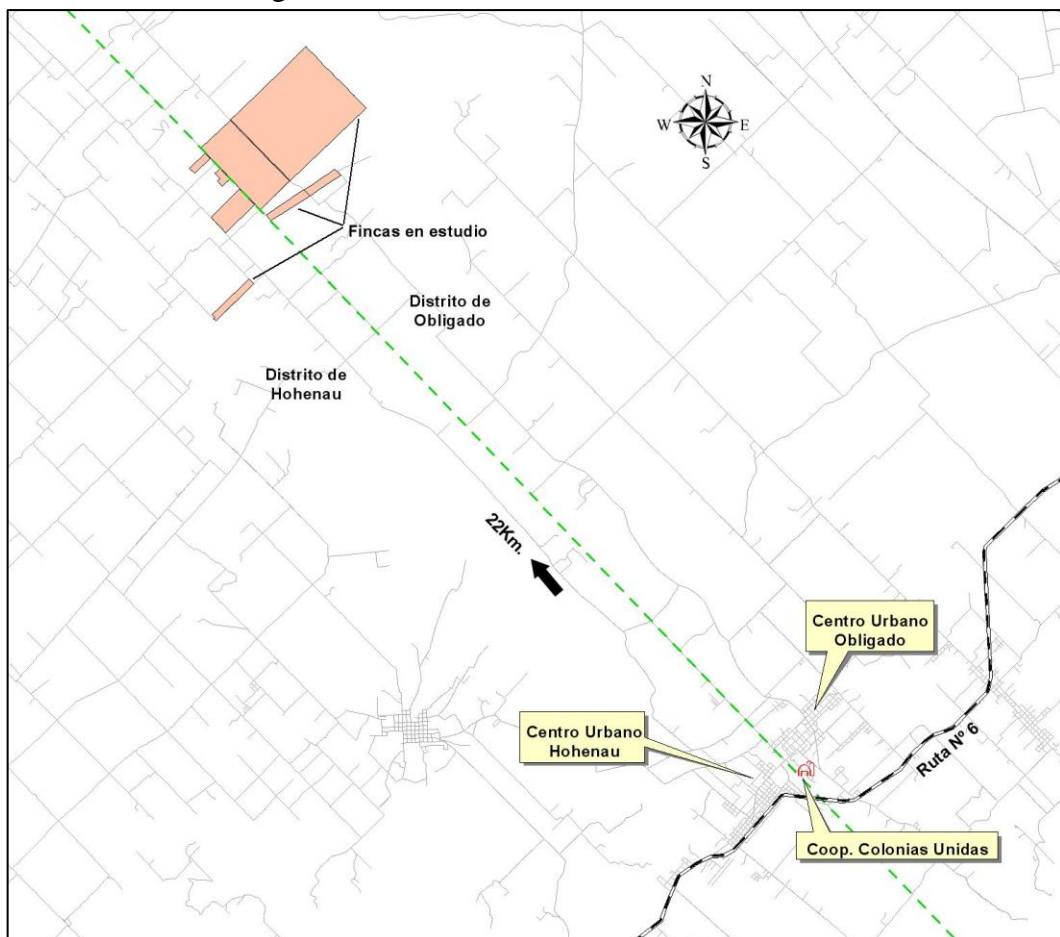 N
W
E
S
Fincas en estudio
Distrito de
Obligado
Distrito de
Hohenau
22Km.
Centro Urbano
Obligado
Centro Urbano
Hohenau
Ruta Nº 6
Coop. Colonias Unidas